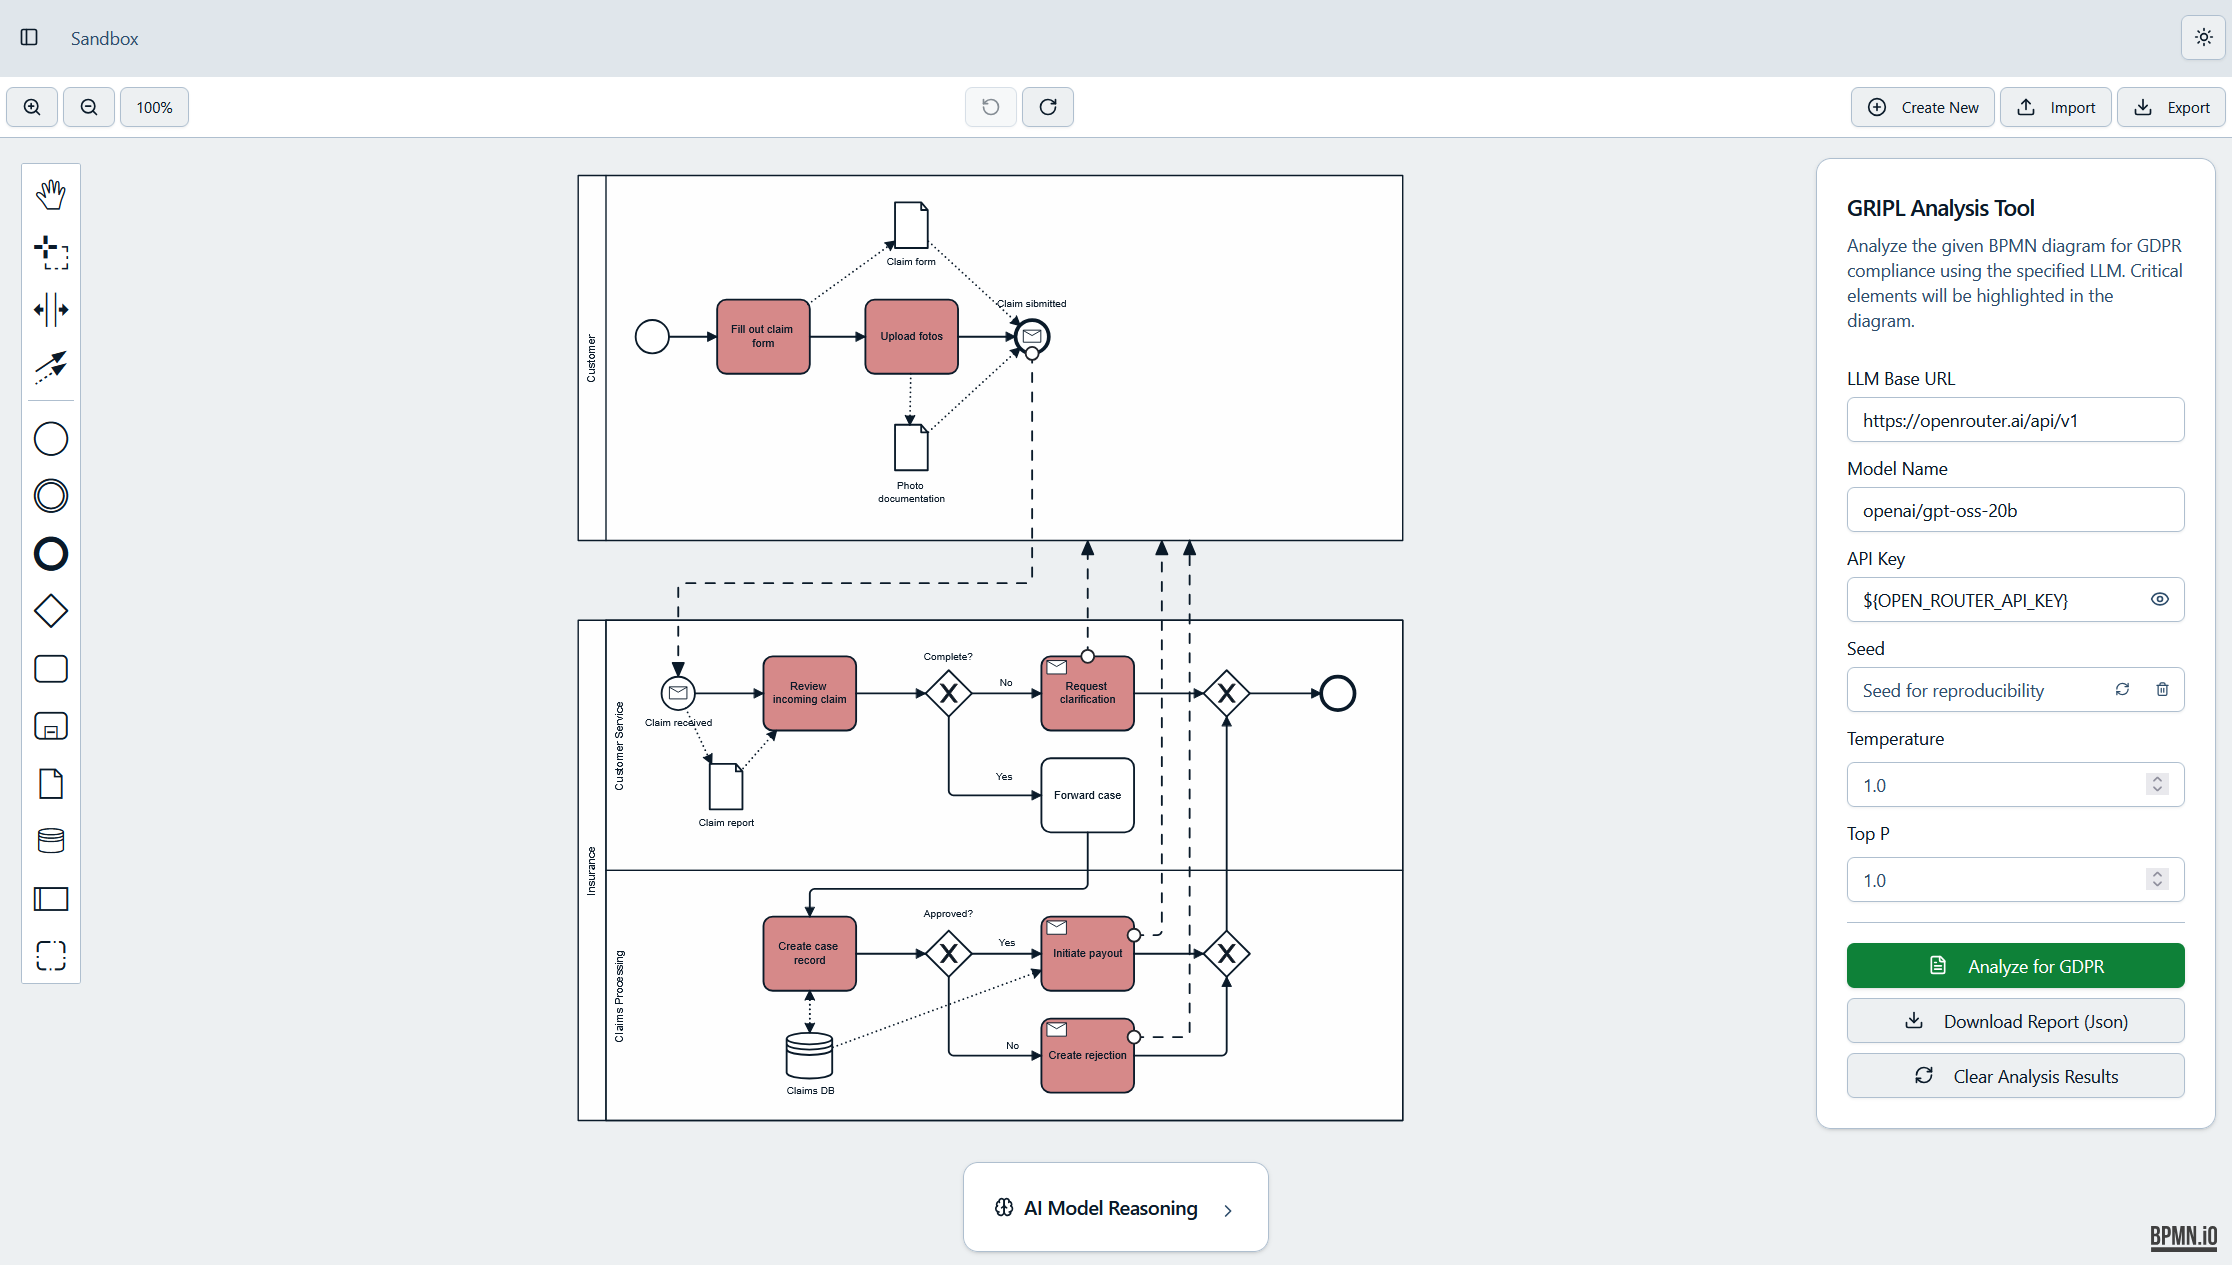 Sandbox
100%
Create New
Import
Export
Customer
Claim form
Claim sibmitted
Fill out claim
form
Upload fotos
Photo
documentation
Insurance
Customer Service
Complete?
Review
incoming claim
No
Request
clarification
Claim received
Yes
Forward case
Claim report
Claims Processing
Approved?
Create case
record
Yes
Initiate payout
No
Create rejection
Claims DB
GRIPL Analysis Tool
Analyze the given BPMN diagram for GDPR
compliance using the specified LLM. Critical
elements will be highlighted in the
diagram.
LLM Base URL
https://openrouter.ai/api/v1
Model Name
openai/gpt-oss-20b
API Key
${OPEN_ROUTER_API_KEY}
Seed
Seed for reproducibility
Temperature
1.0
Top P
1.0
Analyze for GDPR
Download Report (Json)
Clear Analysis Results
AI Model Reasoning
BPMN.iO